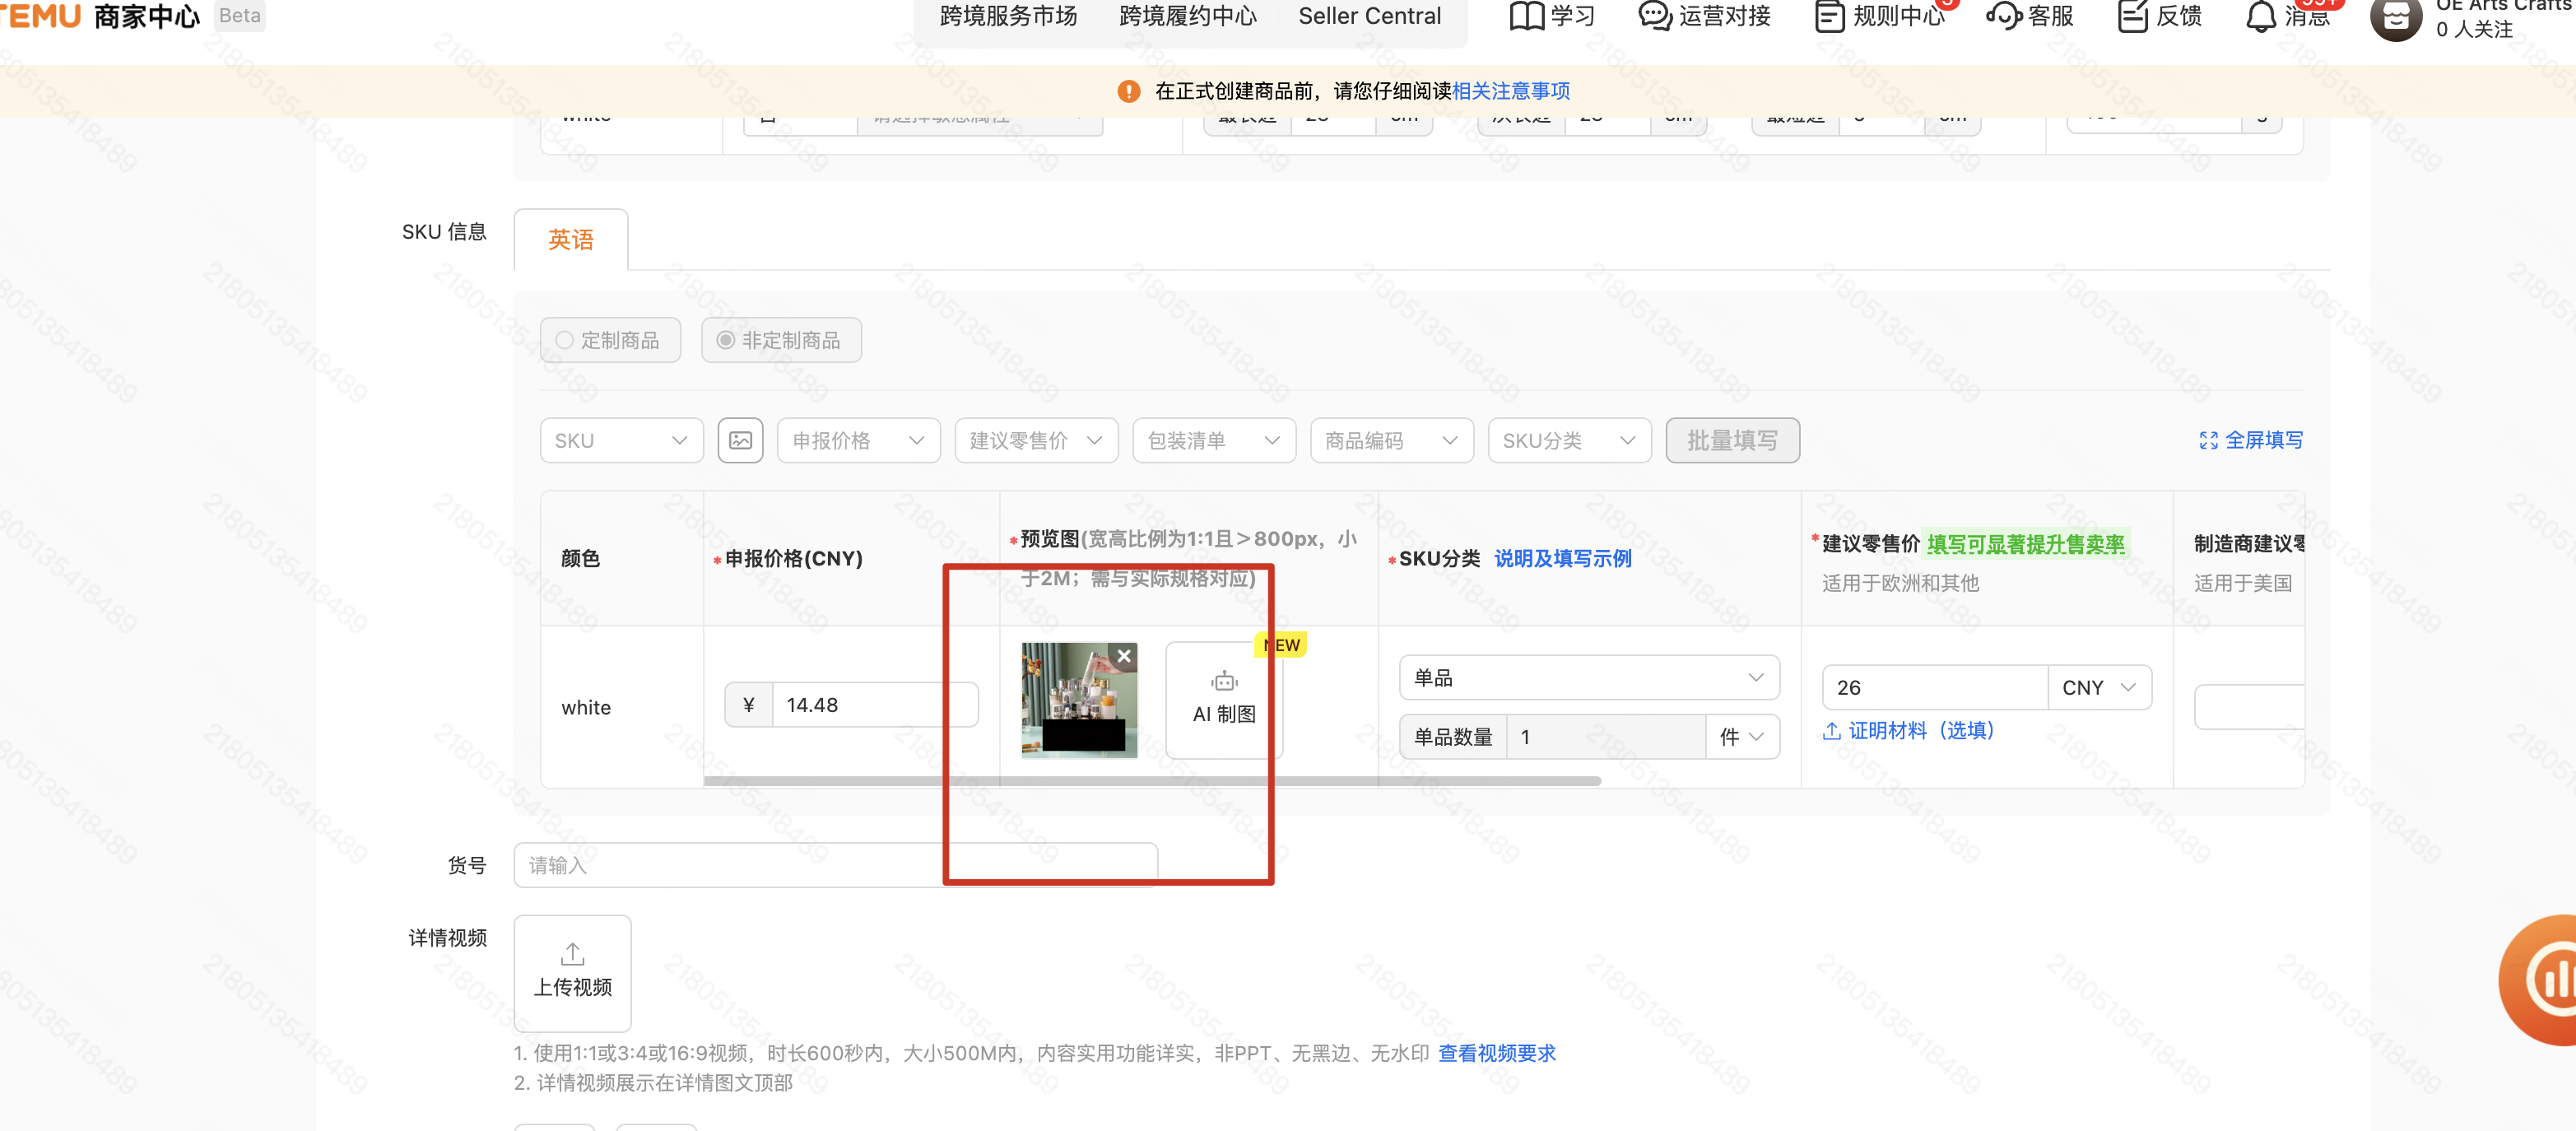 TEMU 商家中心 Beta
跨境服务市场 跨境履约中心 Seller Central 学习 运营对接 规则中心 客服 反馈 消息 99+ OE Arts Crafts
0 人关注
在正式创建商品前，请您仔细阅读相关注意事项
white
SKU 信息 英语
定制商品 非定制商品
SKU 申报价格 建议零售价 包装清单 商品编码 SKU分类 批量填写 全屏填写
颜色 *申报价格(CNY) *预览图(宽高比例为1:1且＞800px，小于2M；需与实际规格对应) *SKU分类 说明及填写示例 *建议零售价 填写可显著提升售卖率 制造商建议零
适用于欧洲和其他 适用于美国
white ¥ 14.48 NEW AI 制图 单品 26 CNY
单品数量 1 件 证明材料（选填）
货号 请输入
详情视频
上传视频
1. 使用1:1或3:4或16:9视频，时长600秒内，大小500M内，内容实用功能详实，非PPT、无黑边、无水印 查看视频要求
2. 详情视频展示在详情图文顶部
21805135418489